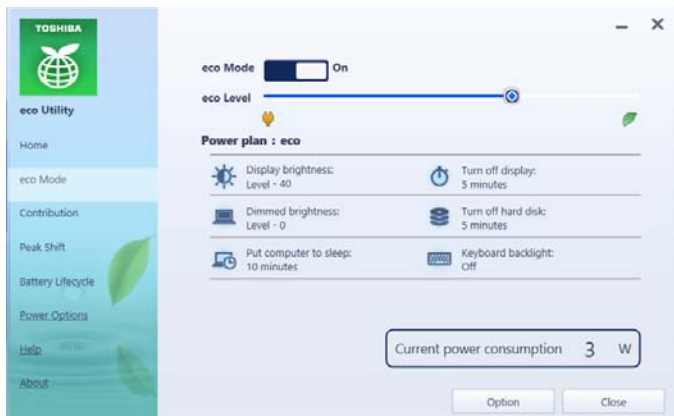 TOSHIBA
eco Utility
Home
eco Mode
Contribution
Peak Shift
Battery Lifecycle
Power Options
Help
About
eco Mode On
eco Level
Power plan : eco
Display brightness:
Level - 40
Turn off display:
5 minutes
Dimmed brightness:
Level - 0
Turn off hard disk:
5 minutes
Put computer to sleep:
10 minutes
Keyboard backlight:
Off
Current power consumption 3 W
Option Close